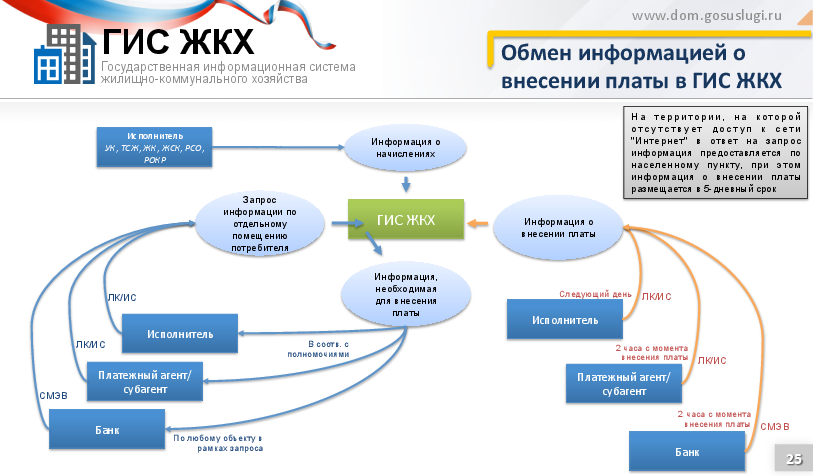 www.dom.gosuslugi.ru
ГИС ЖКХ
Государственная информационная система
жилищно-коммунального хозяйства
Обмен информацией о
внесении платы в ГИС ЖКХ
На территории, на которой
отсутствует доступ к сети
"Интернет" в ответ на запрос
информация предоставляется по
населенному пункту, при этом
информация о внесении платы
размещается в 5-дневный срок
Исполнитель
УК, ТСЖ, ЖК, ЖСК, РСО,
РОКР
Информация о
начислениях
Запрос
информации по
отдельному
помещению
потребителя
ГИС ЖКХ
Информация о
внесении платы
Информация,
необходимая
для внесения
платы
ЛК/ИС
Исполнитель
В соотв. с
полномочиями
ЛК/ИС
Платежный агент/
субагент
СМЭВ
Банк
По любому объекту в
рамках запроса
Следующий день
ЛК/ИС
Исполнитель
2 часа с момента
внесения платы
ЛК/ИС
Платежный агент/
субагент
2 часа с момента
внесения платы
СМЭВ
Банк
25